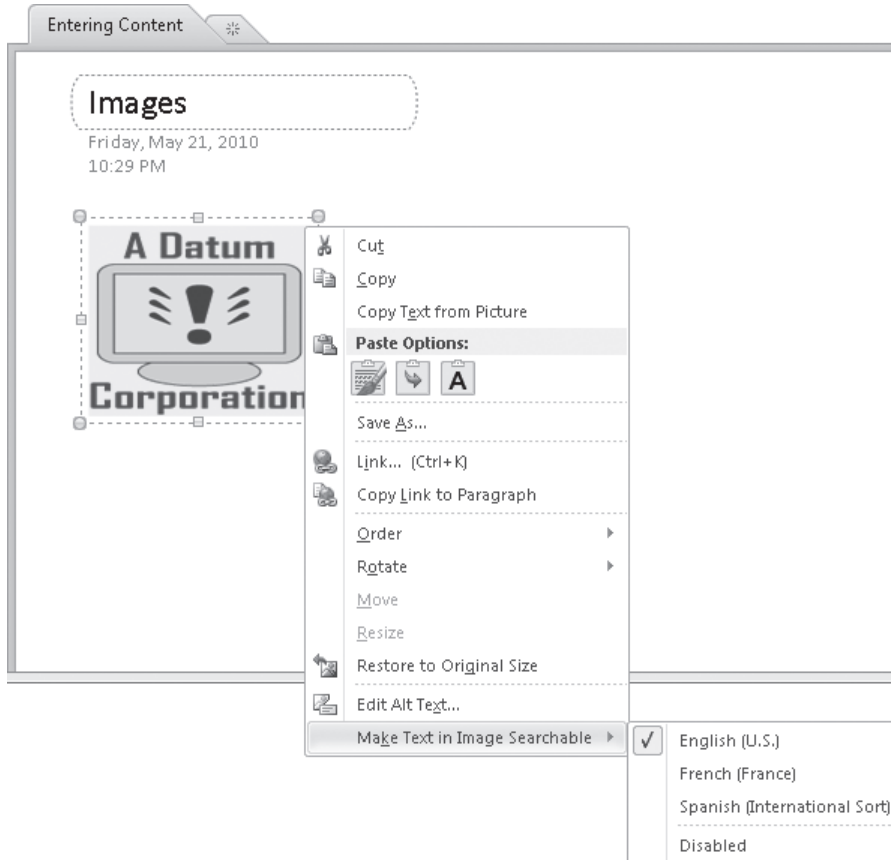 Entering Content
Images
Friday, May 21, 2010
10:29 PM
A Datum
Corporation
Cut
Copy
Copy Text from Picture
Paste Options:
A
Save As...
Link... (Ctrl+K)
Copy Link to Paragraph
Order
Rotate
Move
Resize
Restore to Original Size
Edit Alt Text...
Make Text in Image Searchable
English (U.S.)
French (France)
Spanish (International Sort)
Disabled